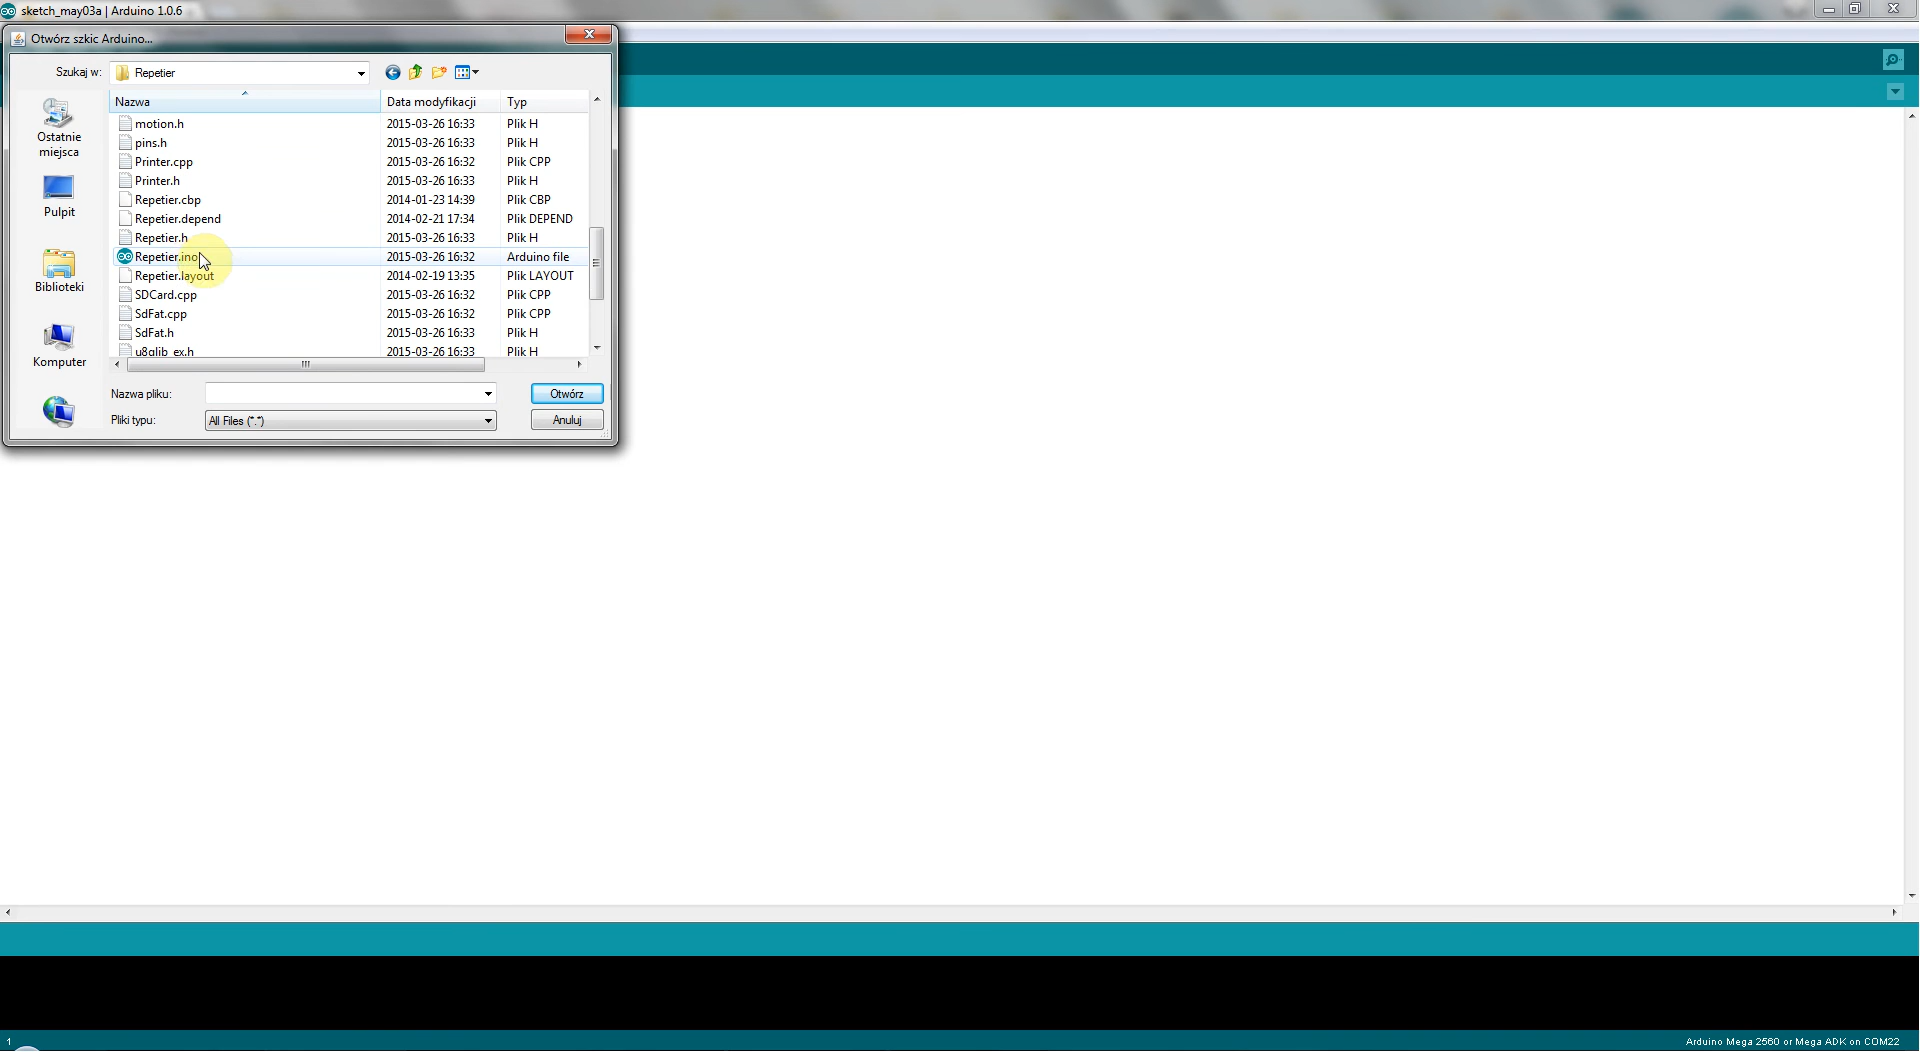 sketch_may03a | Arduino 1.0.6
Otwórz szkic Arduino...
Szukaj w: Repetier
Nazwa Data modyfikacji Typ
motion.h 2015-03-26 16:33 Plik H
pins.h 2015-03-26 16:33 Plik H
Printer.cpp 2015-03-26 16:32 Plik CPP
Printer.h 2015-03-26 16:33 Plik H
Repetier.cbp 2014-01-23 14:39 Plik CBP
Repetier.depend 2014-02-21 17:34 Plik DEPEND
Repetier.h 2015-03-26 16:33 Plik H
Repetier.ino 2015-03-26 16:32 Arduino file
Repetier.layout 2014-02-19 13:35 Plik LAYOUT
SDCard.cpp 2015-03-26 16:32 Plik CPP
SdFat.cpp 2015-03-26 16:32 Plik CPP
SdFat.h 2015-03-26 16:33 Plik H
u8glib_ex.h 2015-03-26 16:33 Plik H
Ostatnie
miejsca
Pulpit
Biblioteki
Komputer
Nazwa pliku: Otwórz
Pliki typu: All Files (*.*) Anuluj
1 Arduino Mega 2560 or Mega ADK on COM22